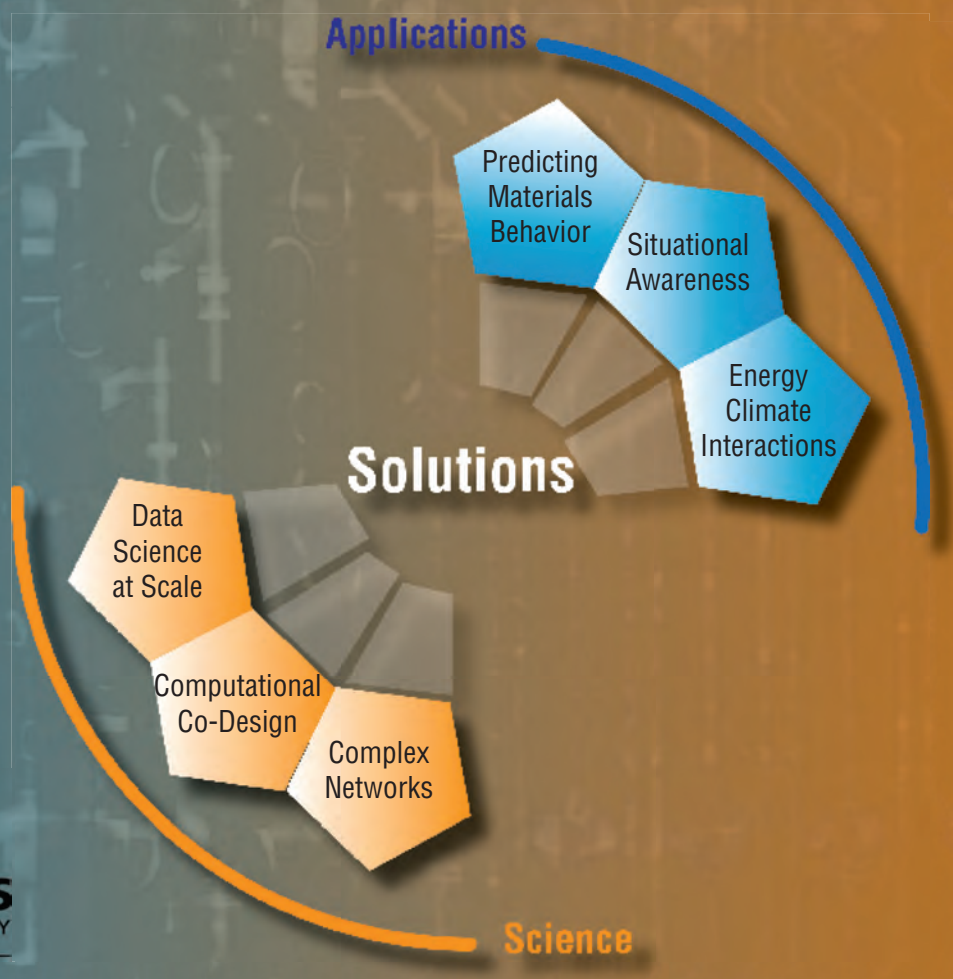 Applications
Predicting
Materials
Behavior
Situational
Awareness
Energy
Climate
Interactions
Solutions
Data
Science
at Scale
Computational
Co-Design
Complex
Networks
S
Y
Science